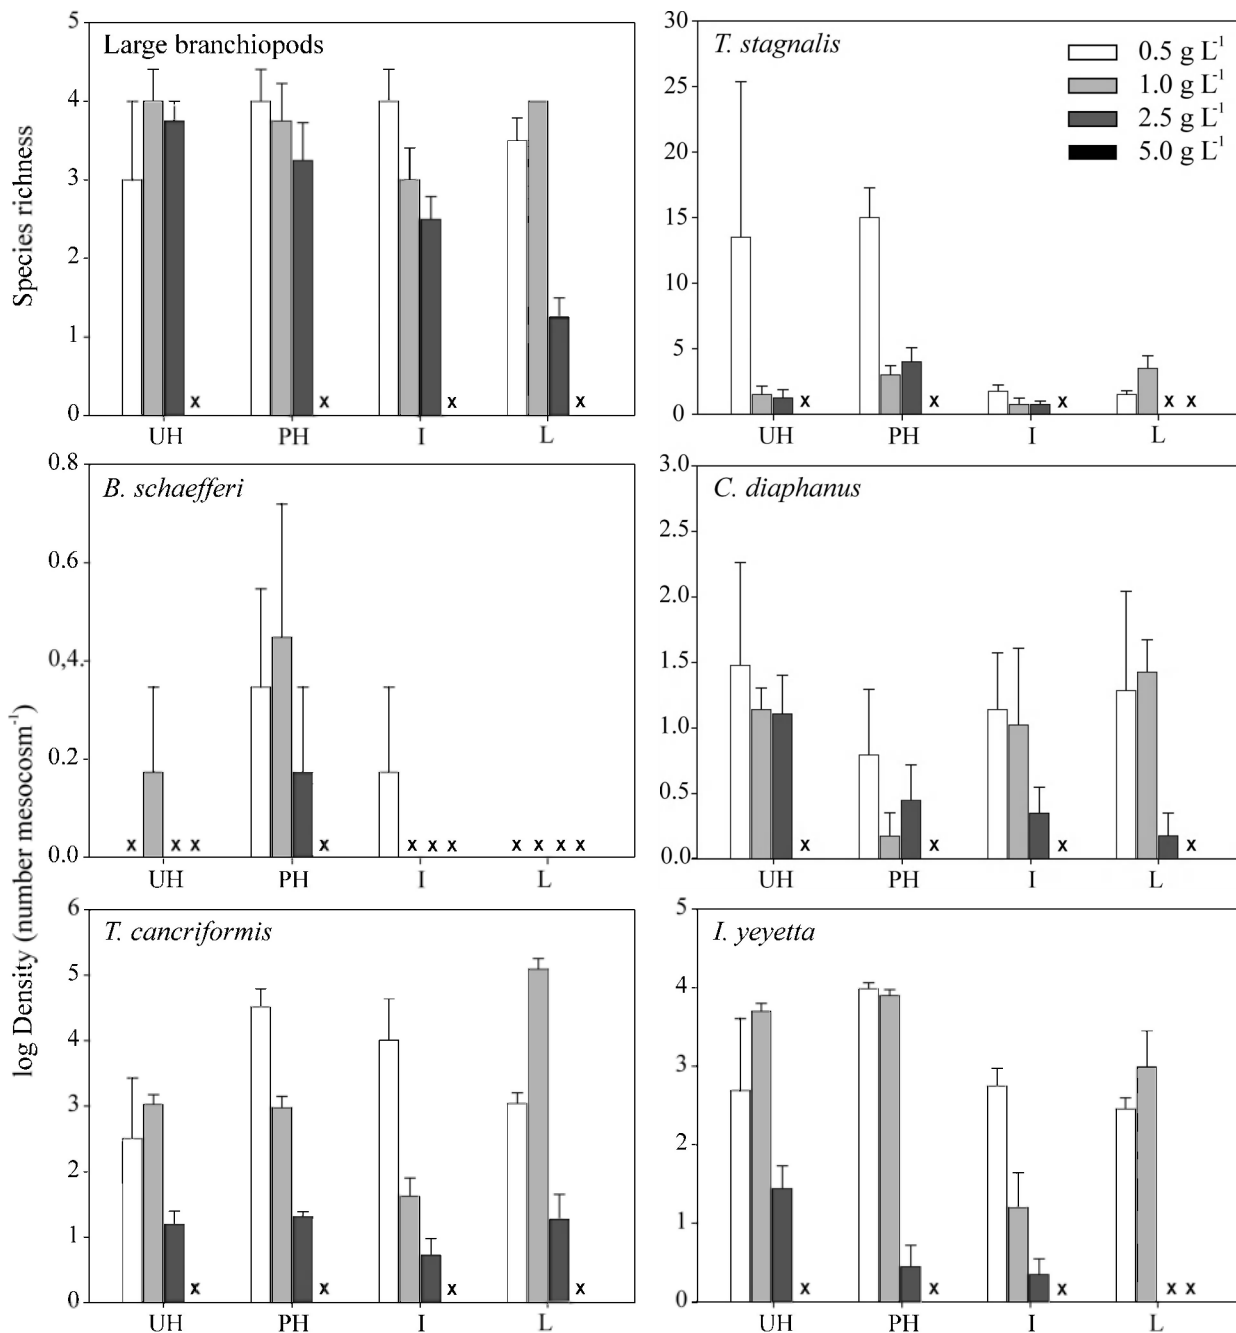 Large branchiopods
Species richness
5
4
3
2
1
0
x x x x
UH PH I L
T. stagnalis
0.5 g L-1
1.0 g L-1
2.5 g L-1
5.0 g L-1
30
25
20
15
10
5
0
x x x x x
UH PH I L
B. schaefferi
log Density (number mesocosm-1)
0.8
0.6
0,4
0.2
0.0
x x x x x x x x x x x
UH PH I L
C. diaphanus
3.0
2.5
2.0
1.5
1.0
0.5
0.0
x x x x
UH PH I L
T. cancriformis
6
5
4
3
2
1
0
x x x x
UH PH I L
I. yeyetta
5
4
3
2
1
0
x x x x x
UH PH I L